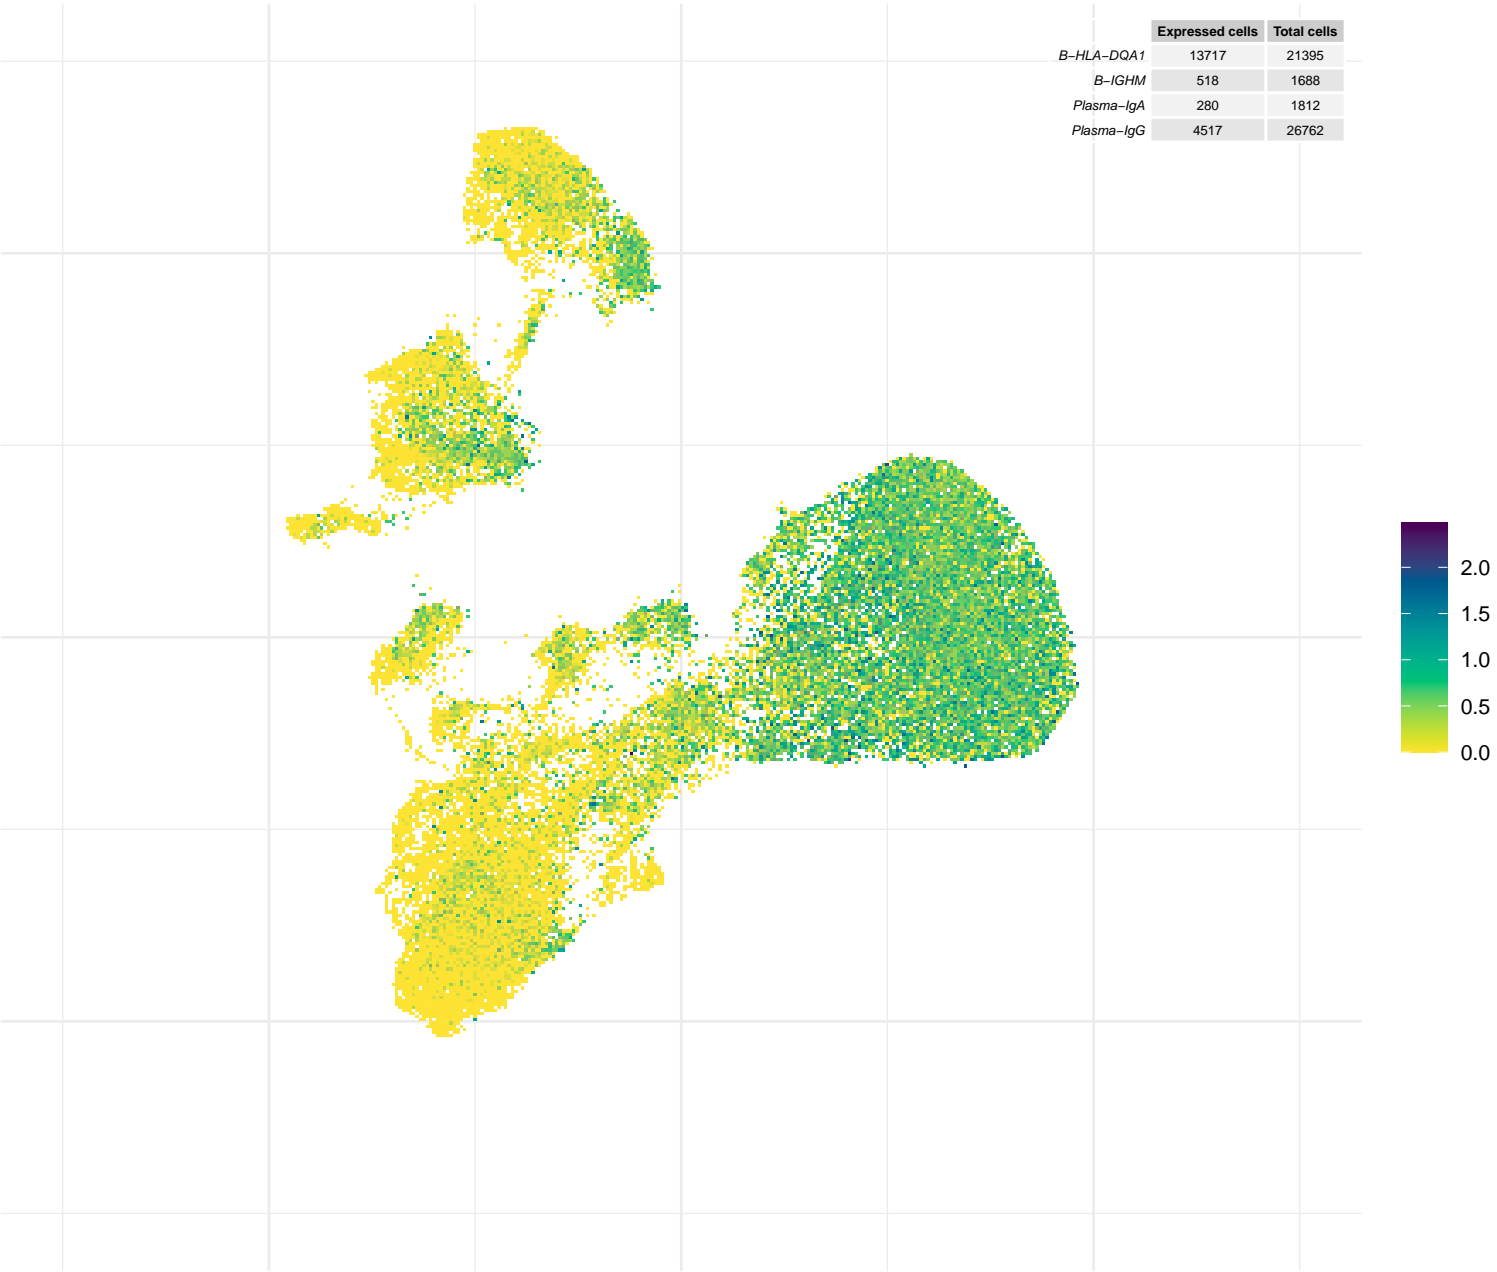 Expressed cells Total cells
B−HLA−DQA1 13717 21395
B−IGHM 518 1688
Plasma−IgA 280 1812
Plasma−IgG 4517 26762
2.0
1.5
1.0
0.5
0.0